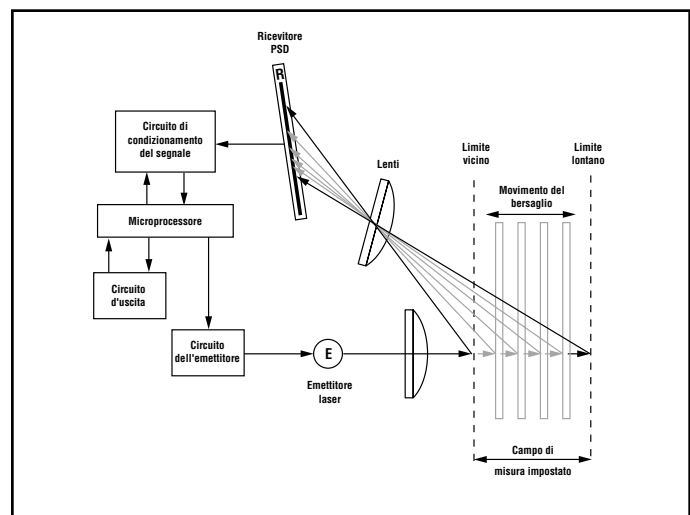 Ricevitore
PSD
R
Circuito di
condizionamento
del segnale
Lenti
Limite
vicino
Limite
lontano
Movimento del
bersaglio
Microprocessore
Circuito
d'uscita
Circuito
dell'emettitore
E
Emettitore
laser
Campo di
misura impostato